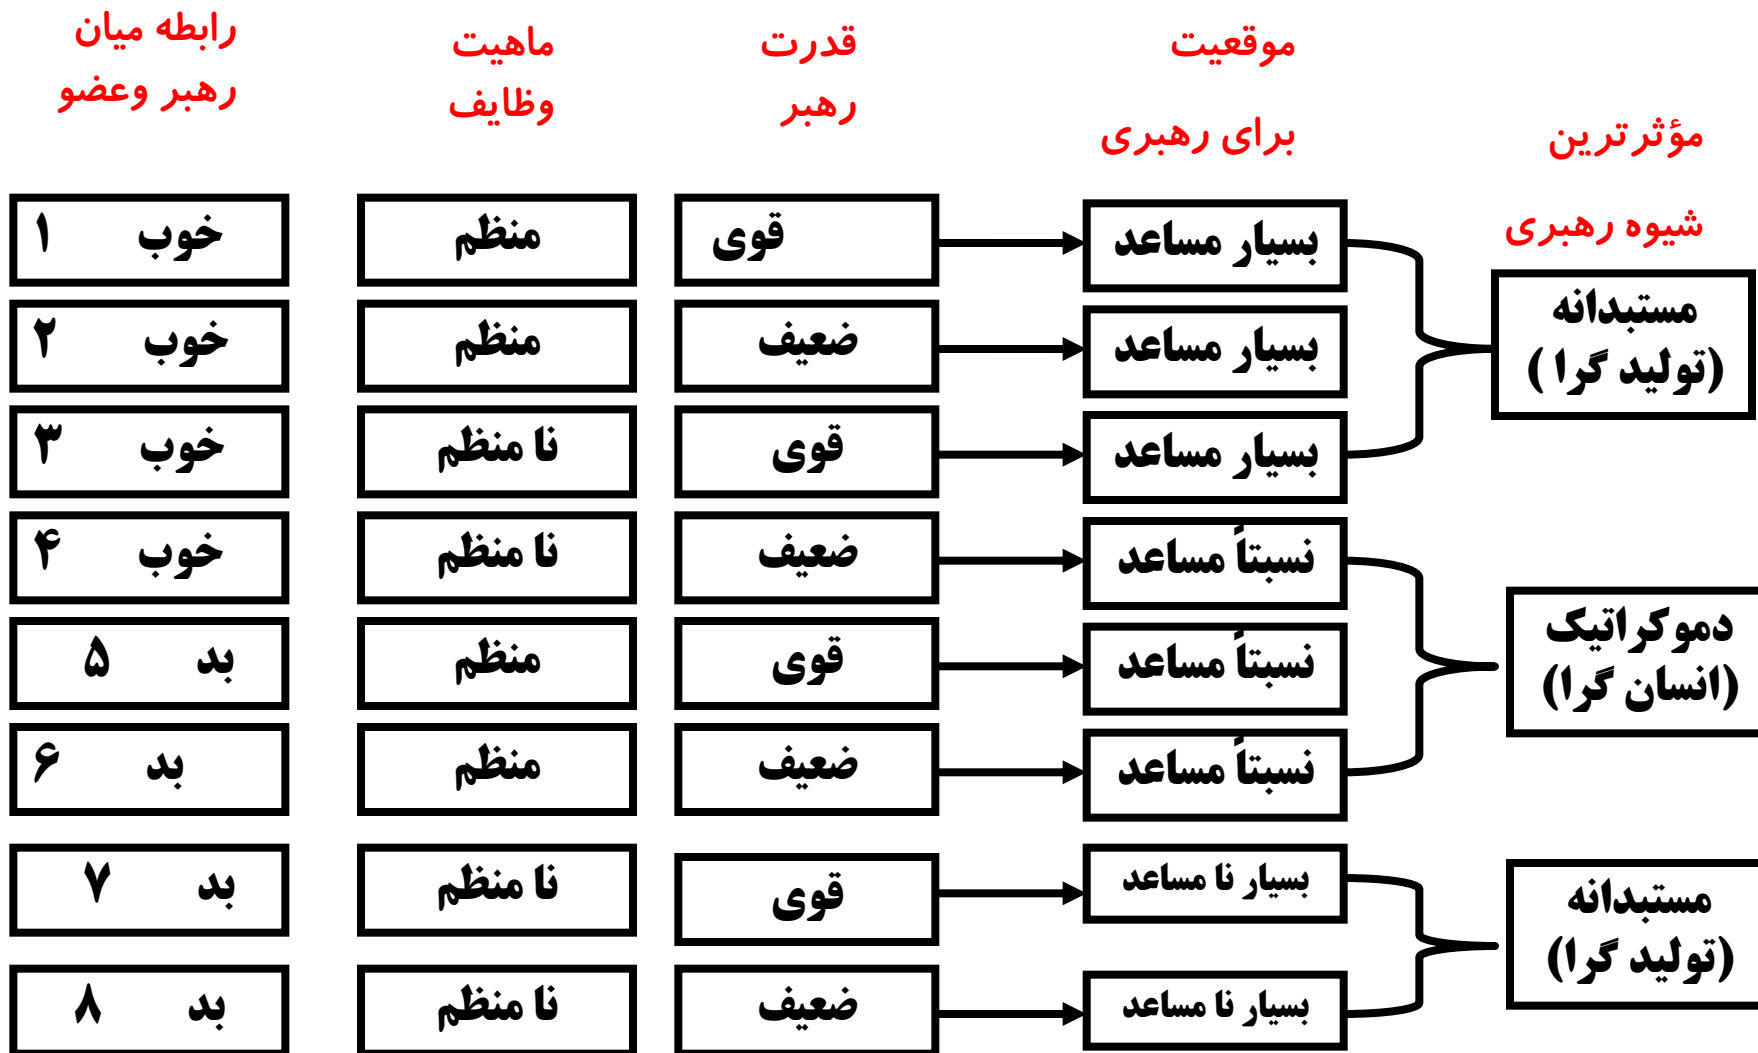 رابطه میان
رهبر وعضو
ماهیت
وظایف
قدرت
رهبر
موقعیت
برای رهبری
مؤثرترین
شیوه رهبری
خوب ۱
منظم
قوی
بسیار مساعد
خوب ۲
منظم
ضعیف
بسیار مساعد
خوب ۳
نا منظم
قوی
بسیار مساعد
مستبدانه
(تولید گرا )
خوب ۴
نا منظم
ضعیف
نسبتاً مساعد
بد ۵
منظم
قوی
نسبتاً مساعد
بد ۶
منظم
ضعیف
نسبتاً مساعد
دموکراتیک
(انسان گرا)
بد ۷
نا منظم
قوی
بسیار نا مساعد
بد ۸
نا منظم
ضعیف
بسیار نا مساعد
مستبدانه
(تولید گرا)